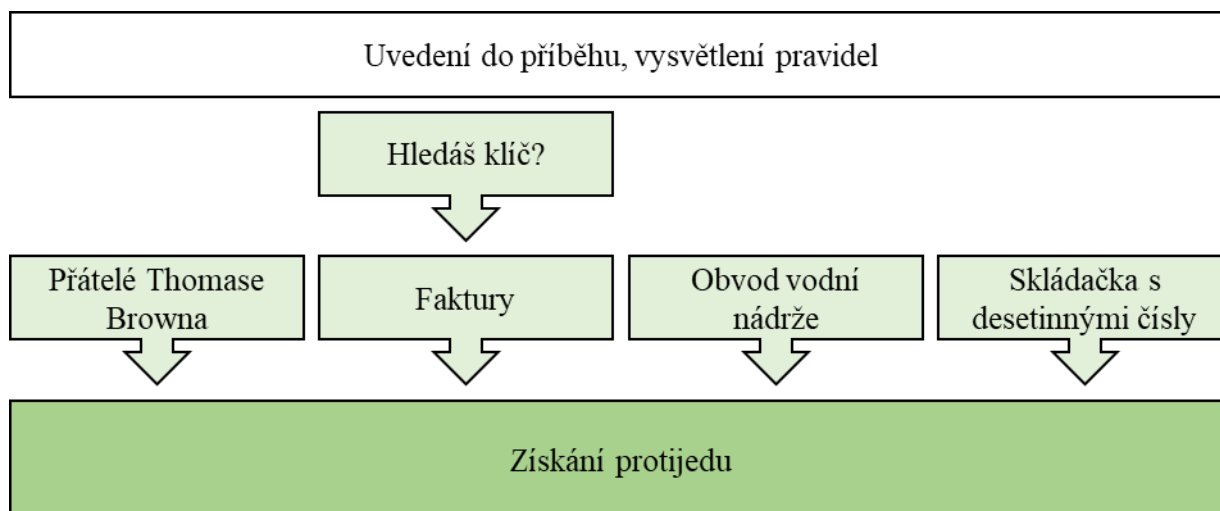 Uvedení do příběhu, vysvětlení pravidel
Hledáš klíč?
Přátelé Thomase
Browna
Faktury
Obvod vodní
nádrže
Skládačka s
desetinnými čísly
Získání protijedu